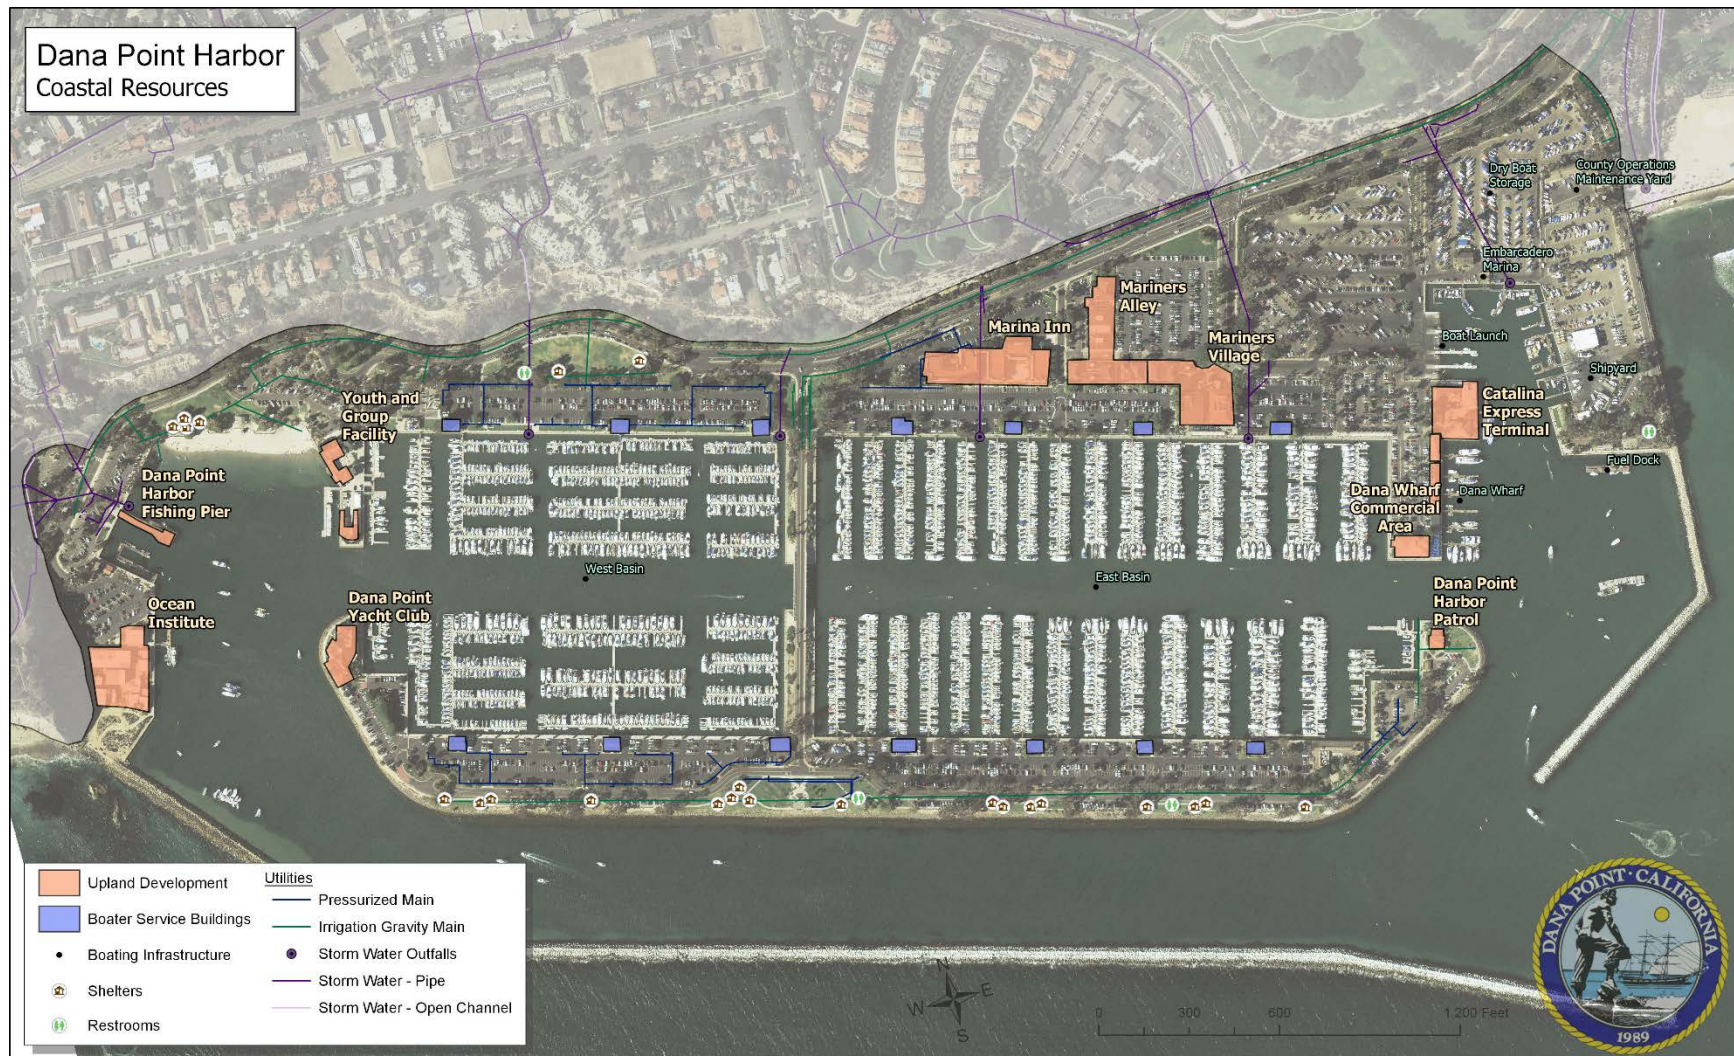 Dana Point Harbor
Coastal Resources
Dry Boat
Storage
County Operations
Maintenance Yard
Embarcadero
Marina
Mariners
Alley
Marina Inn
Mariners
Village
Boat Launch
Shipyard
Youth and
Group
Facility
Catalina
Express
Terminal
Dana Point
Harbor
Fishing Pier
Fuel Dock
Dana Wharf
Commercial
Area
Dana Wharf
West Basin
East Basin
Ocean
Institute
Dana Point
Yacht Club
Dana Point
Harbor
Patrol
Upland Development
Boater Service Buildings
Boating Infrastructure
Shelters
Restrooms
Utilities
Pressurized Main
Irrigation Gravity Main
Storm Water Outfalls
Storm Water - Pipe
Storm Water - Open Channel
N
W
E
S
0 300 600 1,200 Feet
DANA POINT · CALIFORNIA
1989